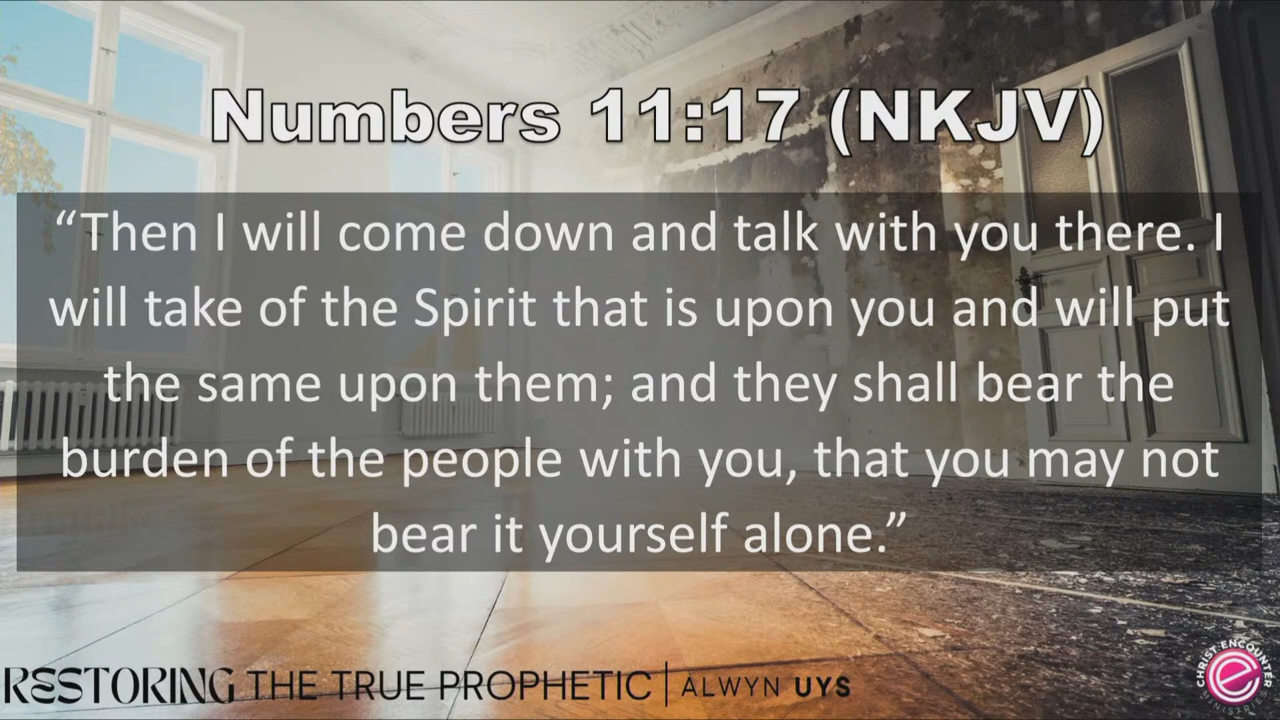 Numbers 11:17 (NKJV)
“Then I will come down and talk with you there. I
will take of the Spirit that is upon you and will put
the same upon them; and they shall bear the
burden of the people with you, that you may not
bear it yourself alone.”
RESTORING THE TRUE PROPHETIC | ALWYN UYS
CHRIST ENCOUNTER
MINISTRIES